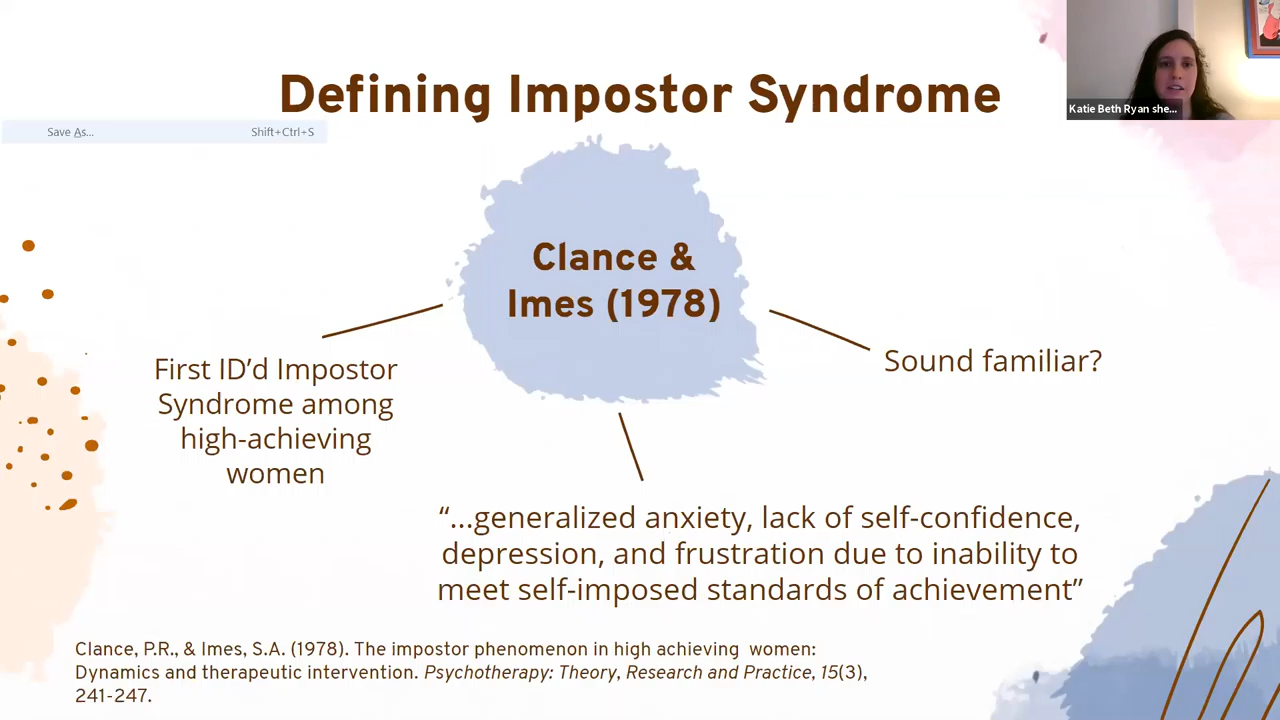 Defining Impostor Syndrome
Katie Beth Ryan she...
Save As...
Shift+Ctrl+S
Clance &
Imes (1978)
First ID’d Impostor
Syndrome among
high-achieving
women
Sound familiar?
“...generalized anxiety, lack of self-confidence,
depression, and frustration due to inability to
meet self-imposed standards of achievement”
Clance, P.R., & Imes, S.A. (1978). The impostor phenomenon in high achieving  women:
Dynamics and therapeutic intervention. Psychotherapy: Theory, Research and Practice, 15(3),
241-247.